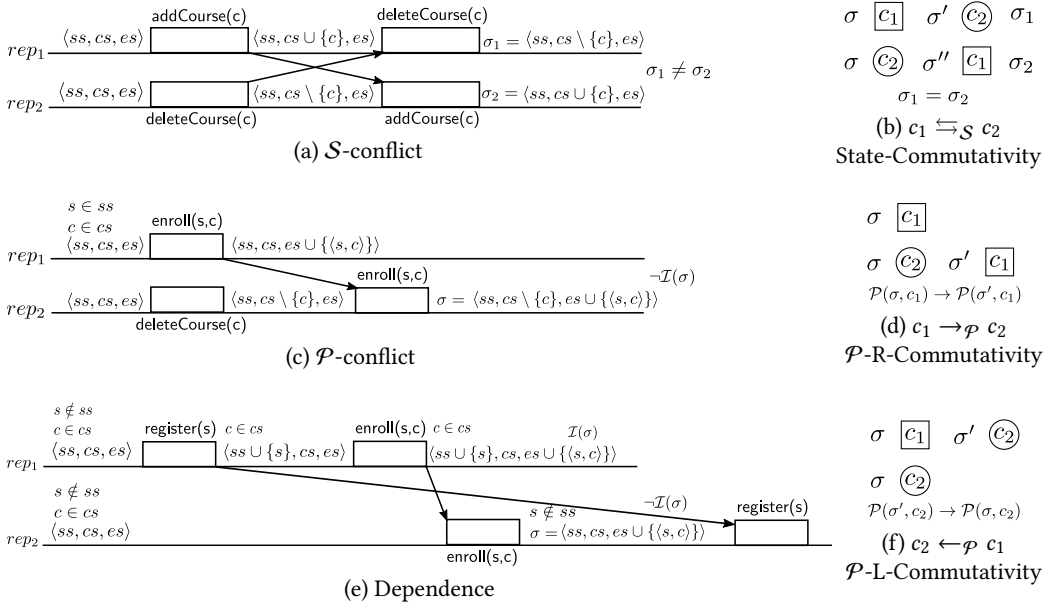 addCourse(c) deleteCourse(c)
rep₁ ⟨ss, cs, es⟩ ⟨ss, cs ∪ {c}, es⟩ σ₁ = ⟨ss, cs \ {c}, es⟩
σ₁ ≠ σ₂
rep₂ ⟨ss, cs, es⟩ ⟨ss, cs \ {c}, es⟩ σ₂ = ⟨ss, cs ∪ {c}, es⟩
deleteCourse(c) addCourse(c)
(a) 𝒮-conflict
σ c₁ σ′ c₂ σ₁
σ c₂ σ″ c₁ σ₂
σ₁ = σ₂
(b) c₁ ⇆𝒮 c₂
State-Commutativity
s ∈ ss
c ∈ cs
enroll(s,c)
rep₁ ⟨ss, cs, es⟩ ⟨ss, cs, es ∪ {⟨s, c⟩}⟩
enroll(s,c) ¬ℐ(σ)
rep₂ ⟨ss, cs, es⟩ ⟨ss, cs \ {c}, es⟩ σ = ⟨ss, cs \ {c}, es ∪ {⟨s, c⟩}⟩
deleteCourse(c)
(c) 𝒫-conflict
σ c₁
σ c₂ σ′ c₁
𝒫(σ, c₁) → 𝒫(σ′, c₁)
(d) c₁ →𝒫 c₂
𝒫-R-Commutativity
s ∉ ss
c ∈ cs register(s) c ∈ cs enroll(s,c) c ∈ cs ℐ(σ)
rep₁ ⟨ss, cs, es⟩ ⟨ss ∪ {s}, cs, es⟩ ⟨ss ∪ {s}, cs, es ∪ {⟨s, c⟩}⟩
s ∉ ss ¬ℐ(σ)
c ∈ cs s ∉ ss register(s)
rep₂ ⟨ss, cs, es⟩ σ = ⟨ss, cs, es ∪ {⟨s, c⟩}⟩
enroll(s,c)
(e) Dependence
σ c₁ σ′ c₂
σ c₂
𝒫(σ′, c₂) → 𝒫(σ, c₂)
(f) c₂ ←𝒫 c₁
𝒫-L-Commutativity